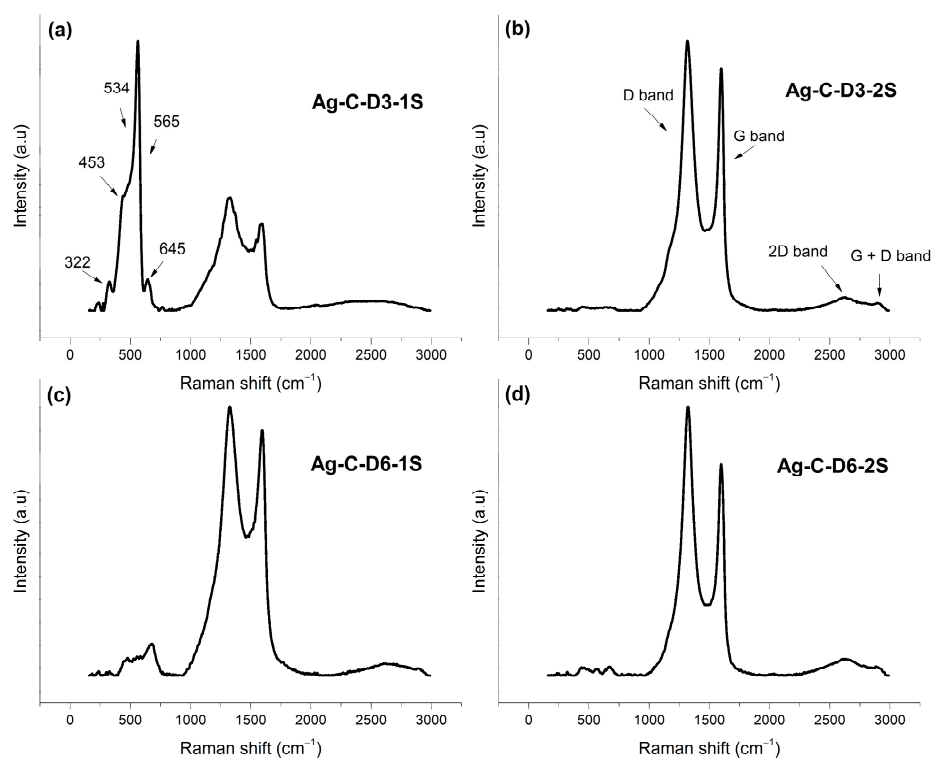 (a)
Ag-C-D3-1S
534
565
453
645
322
Intensity (a.u)
0 500 1000 1500 2000 2500 3000
Raman shift (cm⁻¹)
(b)
Ag-C-D3-2S
D band
G band
2D band
G + D band
Intensity (a.u)
0 500 1000 1500 2000 2500 3000
Raman shift (cm⁻¹)
(c)
Ag-C-D6-1S
Intensity (a.u)
0 500 1000 1500 2000 2500 3000
Raman shift (cm⁻¹)
(d)
Ag-C-D6-2S
Intensity (a.u)
0 500 1000 1500 2000 2500 3000
Raman shift (cm⁻¹)